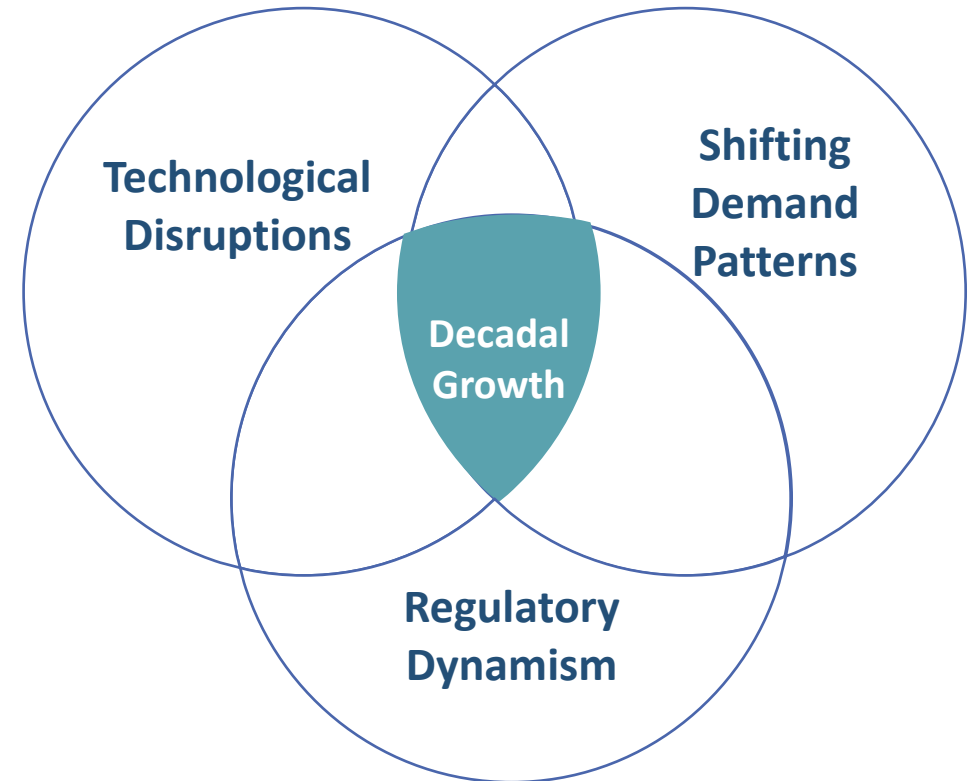 Technological
Disruptions
Shifting
Demand
Patterns
Decadal
Growth
Regulatory
Dynamism